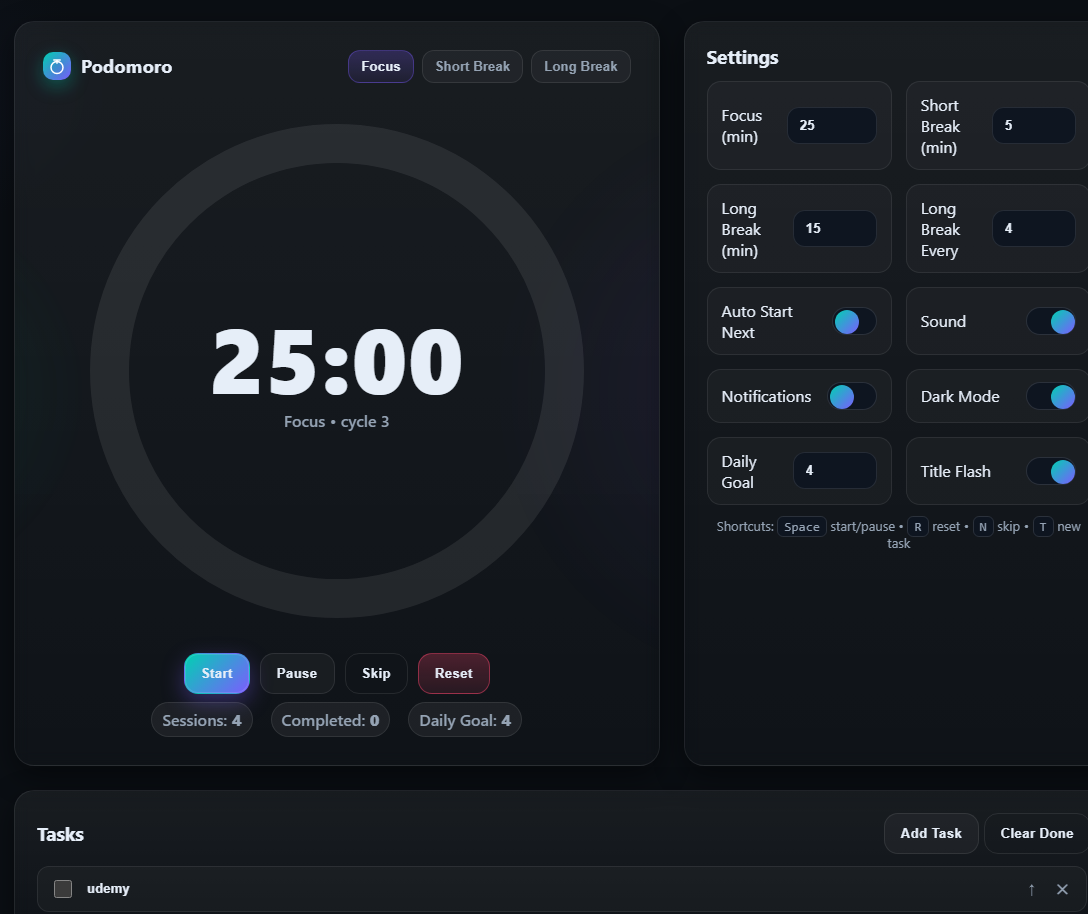 Podomoro
Focus
Short Break
Long Break
25:00
Focus • cycle 3
Start
Pause
Skip
Reset
Sessions: 4
Completed: 0
Daily Goal: 4
Settings
Focus
(min)
25
Short
Break
(min)
5
Long
Break
(min)
15
Long
Break
Every
4
Auto Start
Next
Sound
Notifications
Dark Mode
Daily
Goal
4
Title Flash
Shortcuts: Space start/pause • R reset • N skip • T new
task
Tasks
Add Task
Clear Done
udemy
↑ ✕